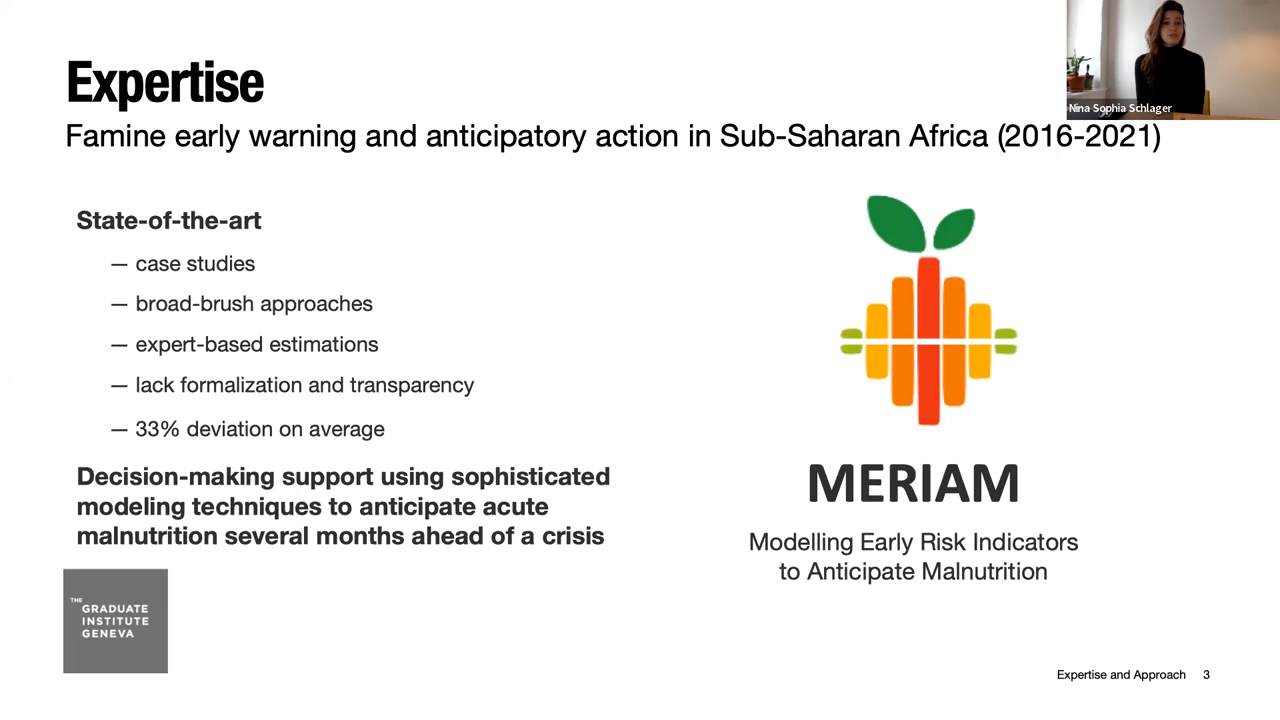 Expertise
Famine early warning and anticipatory action in Sub-Saharan Africa (2016-2021)
Nina Sophia Schlager
State-of-the-art
— case studies
— broad-brush approaches
— expert-based estimations
— lack formalization and transparency
— 33% deviation on average
Decision-making support using sophisticated
modeling techniques to anticipate acute
malnutrition several months ahead of a crisis
THE
GRADUATE
INSTITUTE
GENEVA
MERIAM
Modelling Early Risk Indicators
to Anticipate Malnutrition
Expertise and Approach 3